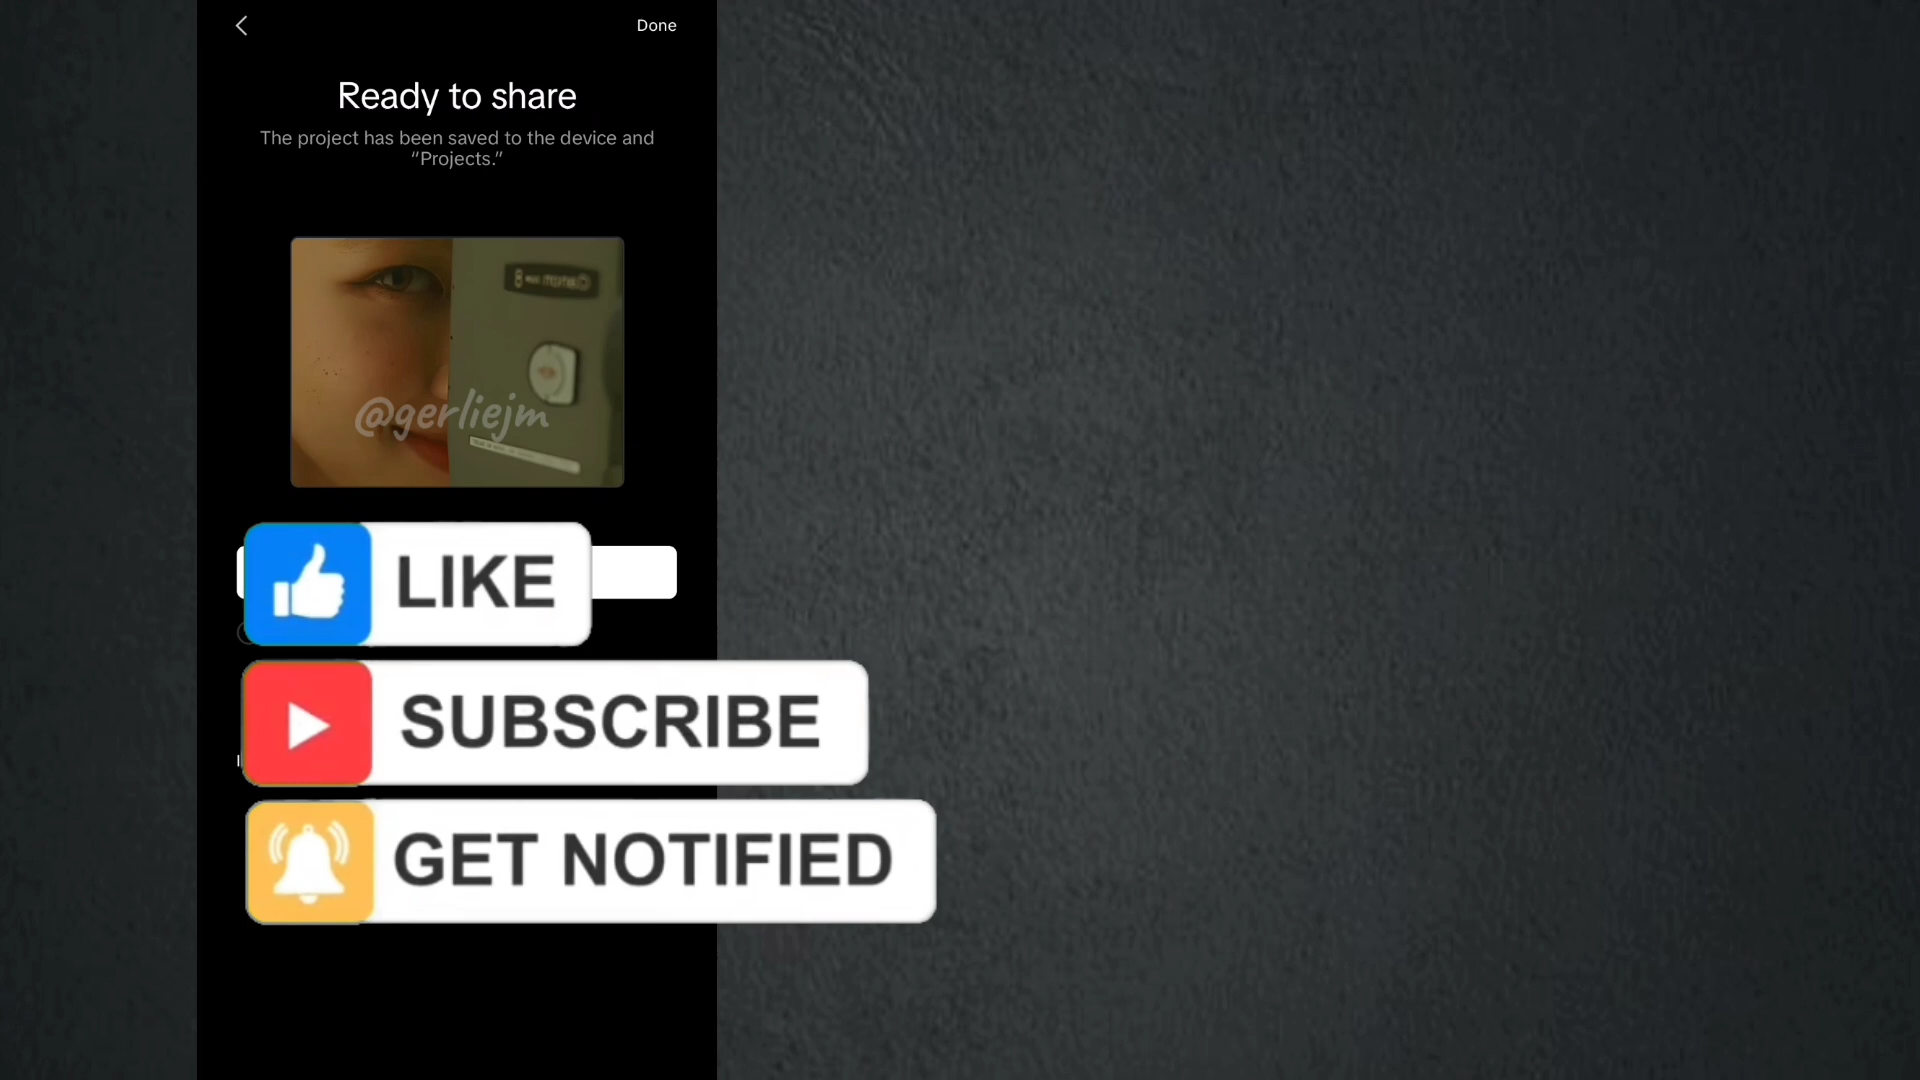 Done
Ready to share
The project has been saved to the device and
“Projects.”
@gerliejm
LIKE
SUBSCRIBE
GET NOTIFIED